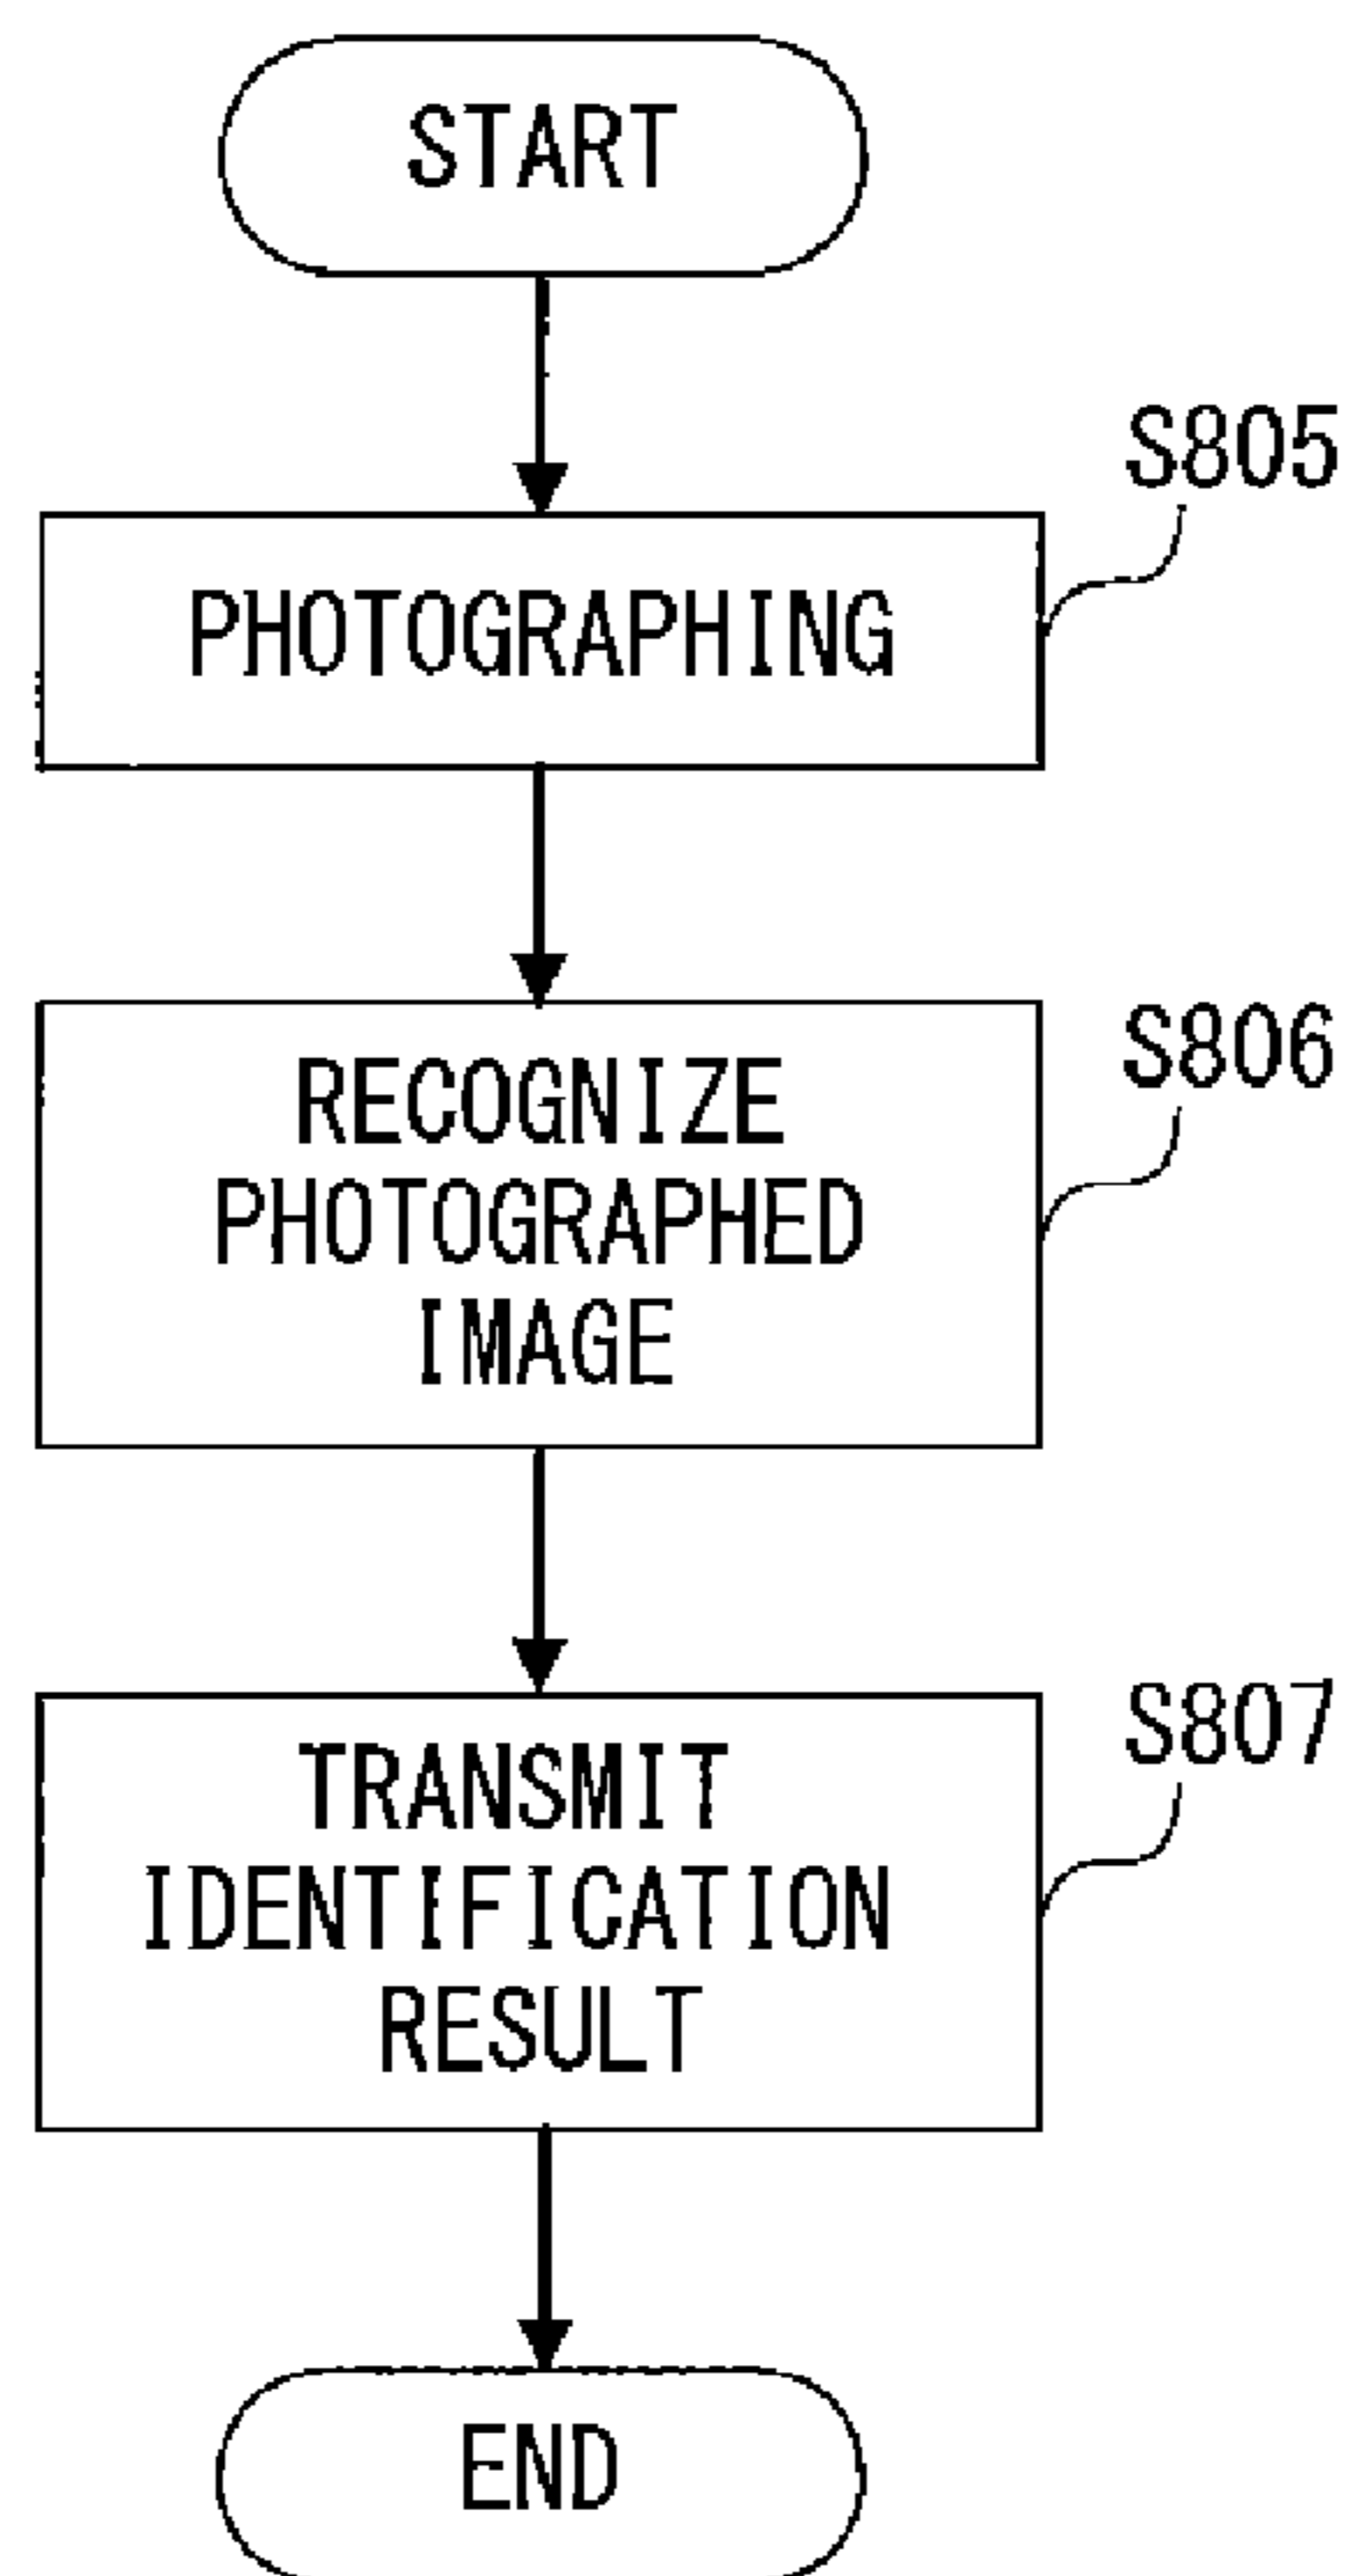 START
S805
PHOTOGRAPHING
S806
RECOGNIZE
PHOTOGRAPHED
IMAGE
S807
TRANSMIT
IDENTIFICATION
RESULT
END